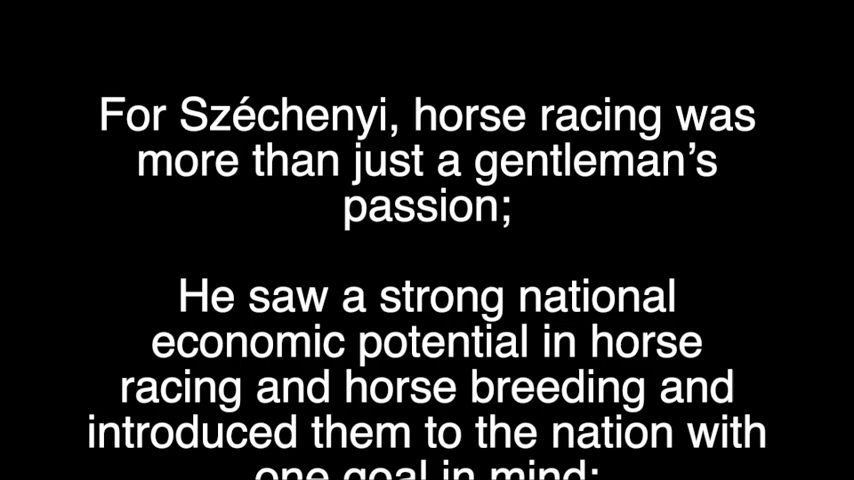 For Széchenyi, horse racing was
more than just a gentleman’s
passion;
He saw a strong national
economic potential in horse
racing and horse breeding and
introduced them to the nation with
one goal in mind: